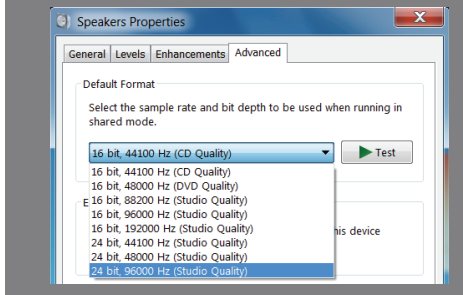 Speakers Properties
General Levels Enhancements Advanced
Default Format
Select the sample rate and bit depth to be used when running in
shared mode.
16 bit, 44100 Hz (CD Quality) Test
16 bit, 44100 Hz (CD Quality)
16 bit, 48000 Hz (DVD Quality)
16 bit, 88200 Hz (Studio Quality)
16 bit, 96000 Hz (Studio Quality)
16 bit, 192000 Hz (Studio Quality)
24 bit, 44100 Hz (Studio Quality)
24 bit, 48000 Hz (Studio Quality)
24 bit, 96000 Hz (Studio Quality)
device